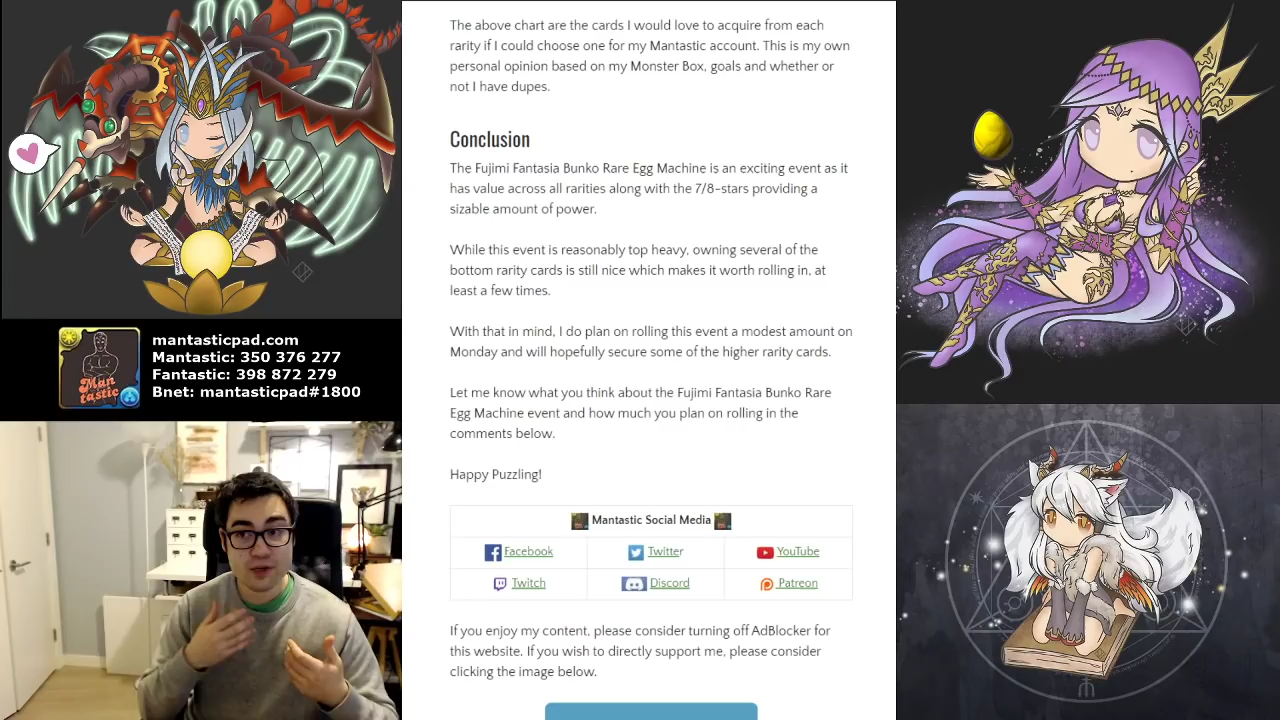 The above chart are the cards I would love to acquire from each
rarity if I could choose one for my Mantastic account. This is my own
personal opinion based on my Monster Box, goals and whether or
not I have dupes.
Conclusion
The Fujimi Fantasia Bunko Rare Egg Machine is an exciting event as it
has value across all rarities along with the 7/8-stars providing a
sizable amount of power.
While this event is reasonably top heavy, owning several of the
bottom rarity cards is still nice which makes it worth rolling in, at
least a few times.
With that in mind, I do plan on rolling this event a modest amount on
Monday and will hopefully secure some of the higher rarity cards.
Let me know what you think about the Fujimi Fantasia Bunko Rare
Egg Machine event and how much you plan on rolling in the
comments below.
Happy Puzzling!
Mantastic Social Media
Facebook Twitter YouTube
Twitch Discord Patreon
If you enjoy my content, please consider turning off AdBlocker for
this website. If you wish to directly support me, please consider
clicking the image below.
Man
tastic
mantasticpad.com
Mantastic: 350 376 277
Fantastic: 398 872 279
Bnet: mantasticpad#1800